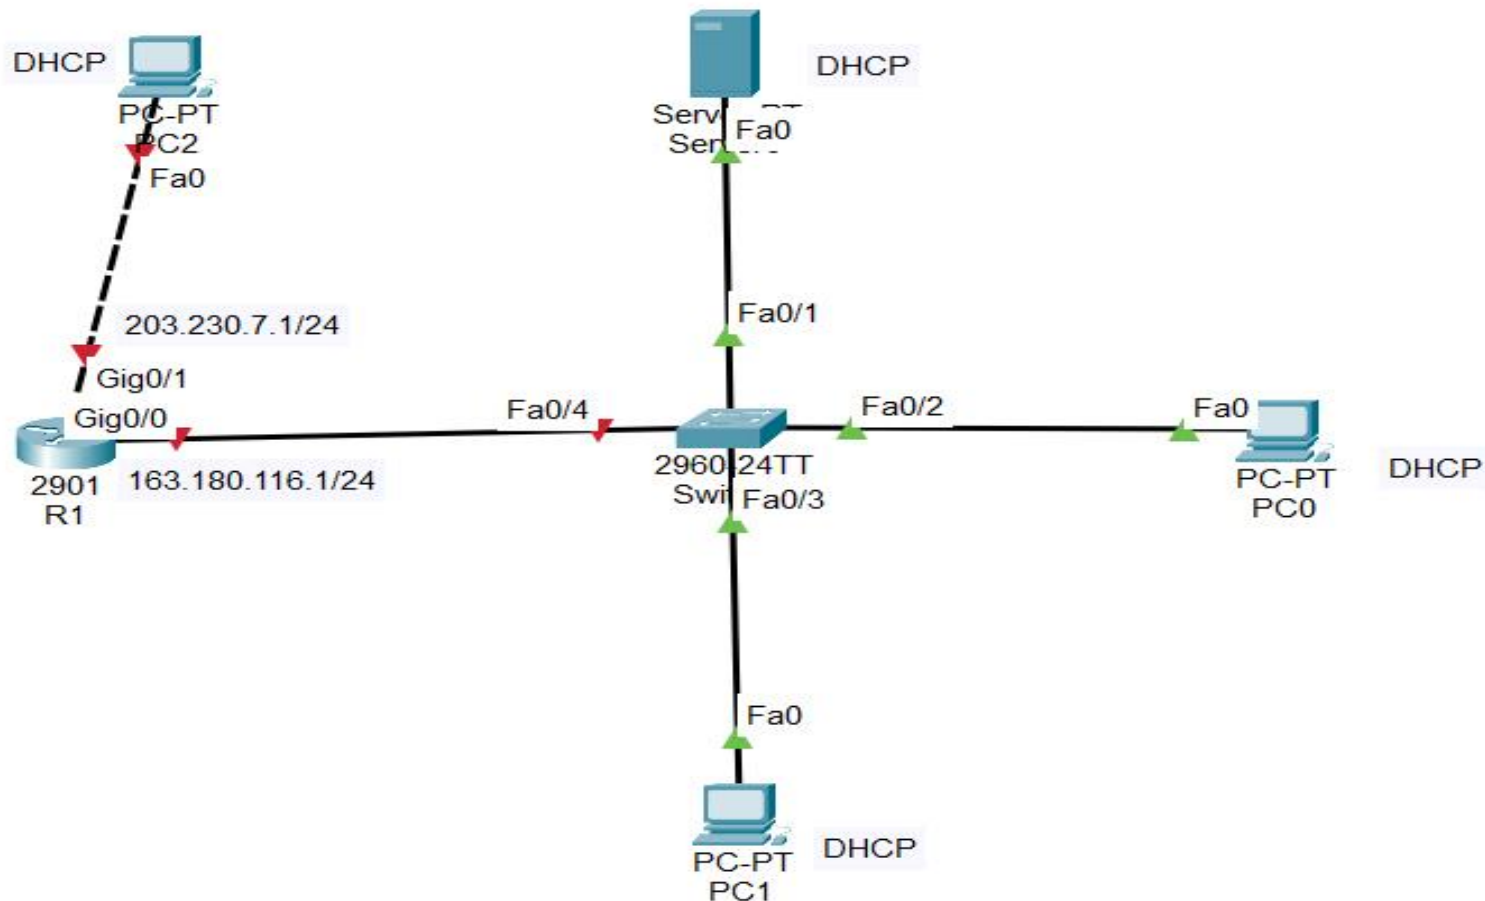 DHCP
PC-PT
PC2
Fa0
203.230.7.1/24
Gig0/1
Gig0/0
2901
R1
163.180.116.1/24
DHCP
Fa0
Fa0/1
Fa0/4
Fa0/2
Fa0
Fa0/3
PC-PT
PC0
DHCP
Fa0
PC-PT
PC1
DHCP